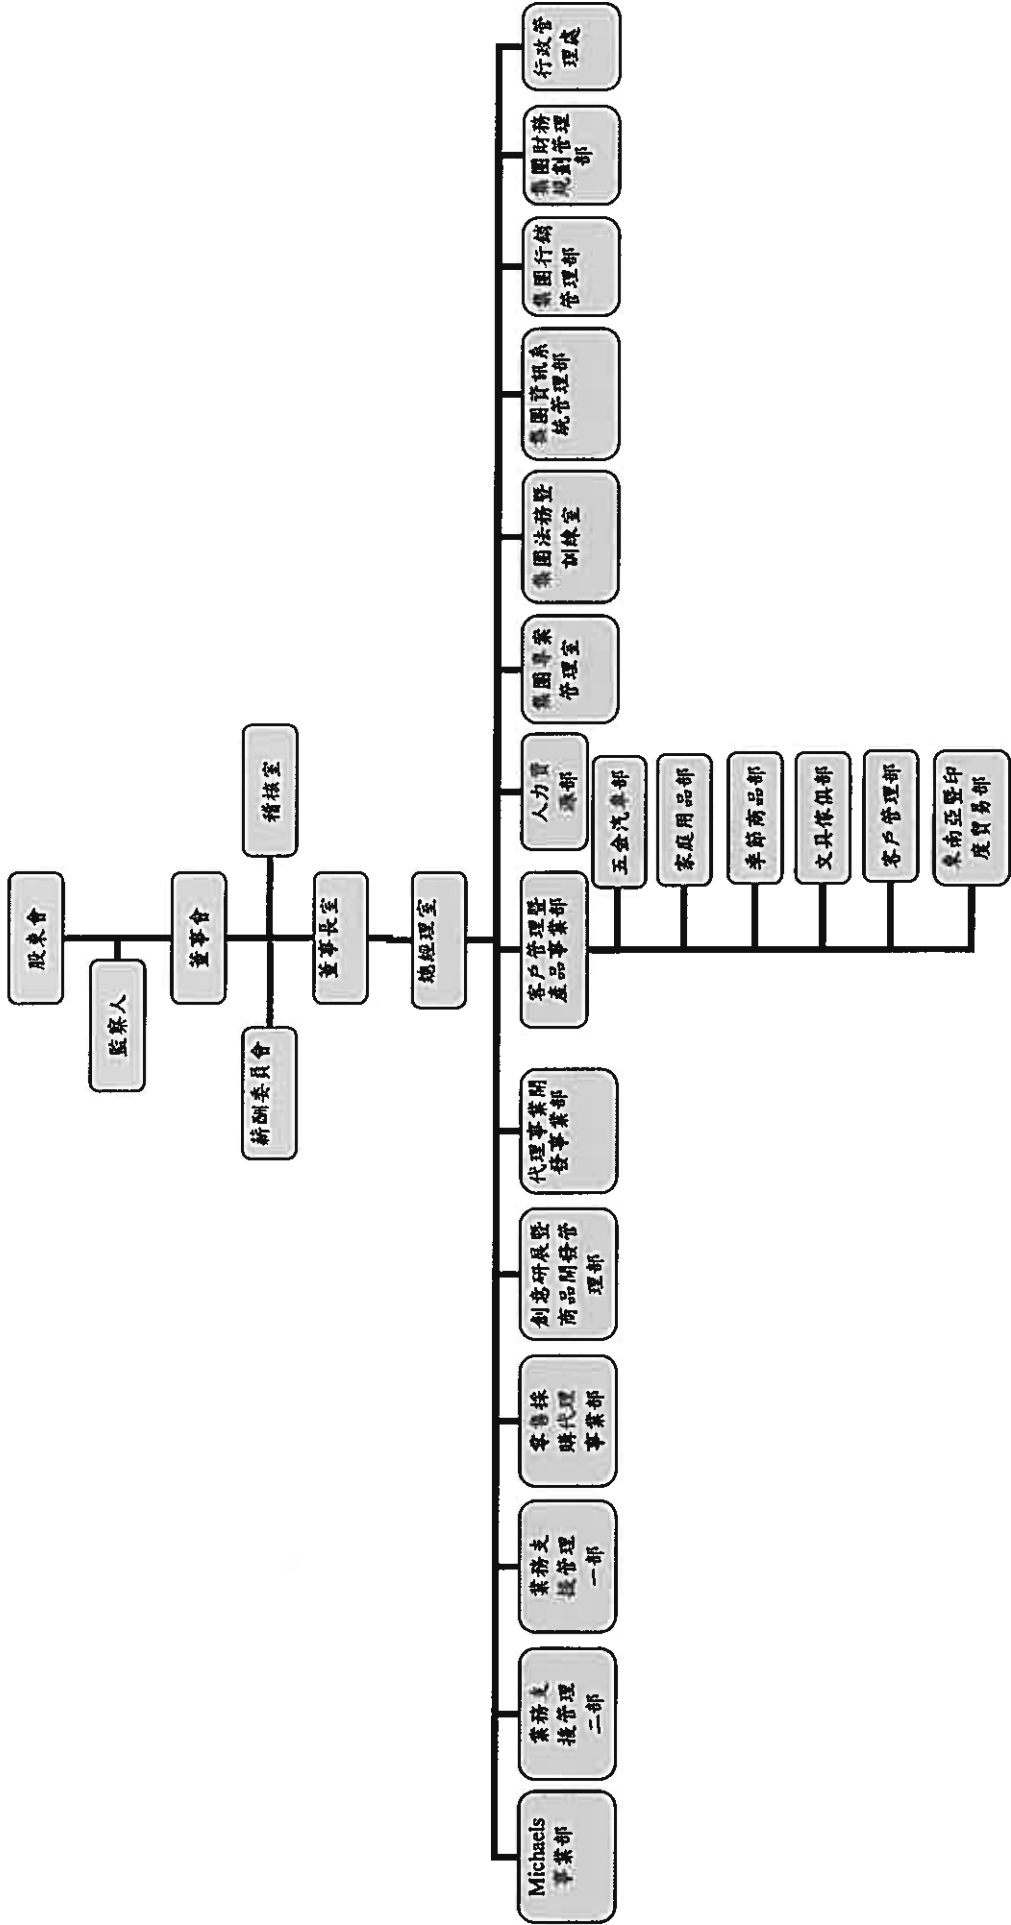 股東會
監察人
董事會
稽核室
薪酬委員會
董事長室
總經理室
Michaels
事業部
業務支
援管理
二部
業務支
援管理
一部
零售採
購代理
事業部
創意研展暨
商品開發管
理部
代理事業開
發事業部
客戶管理暨
產品事業部
人力資
源部
集團專案
管理室
集團法務暨
訓練室
集團資訊系
統管理部
集團行銷
管理部
集團財務
規劃管理
部
行政管
理處
五金汽車部
家庭用品部
季節商品部
文具傢俱部
客戶管理部
東南亞暨印
度貿易部